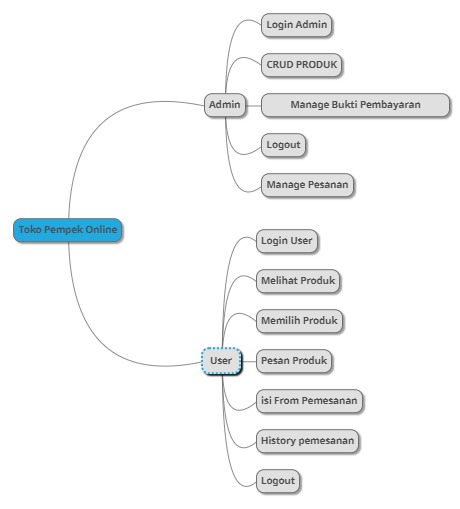 Toko Pempek Online
Admin
Login Admin
CRUD PRODUK
Manage Bukti Pembayaran
Logout
Manage Pesanan
User
Login User
Melihat Produk
Memilih Produk
Pesan Produk
isi From Pemesanan
History pemesanan
Logout